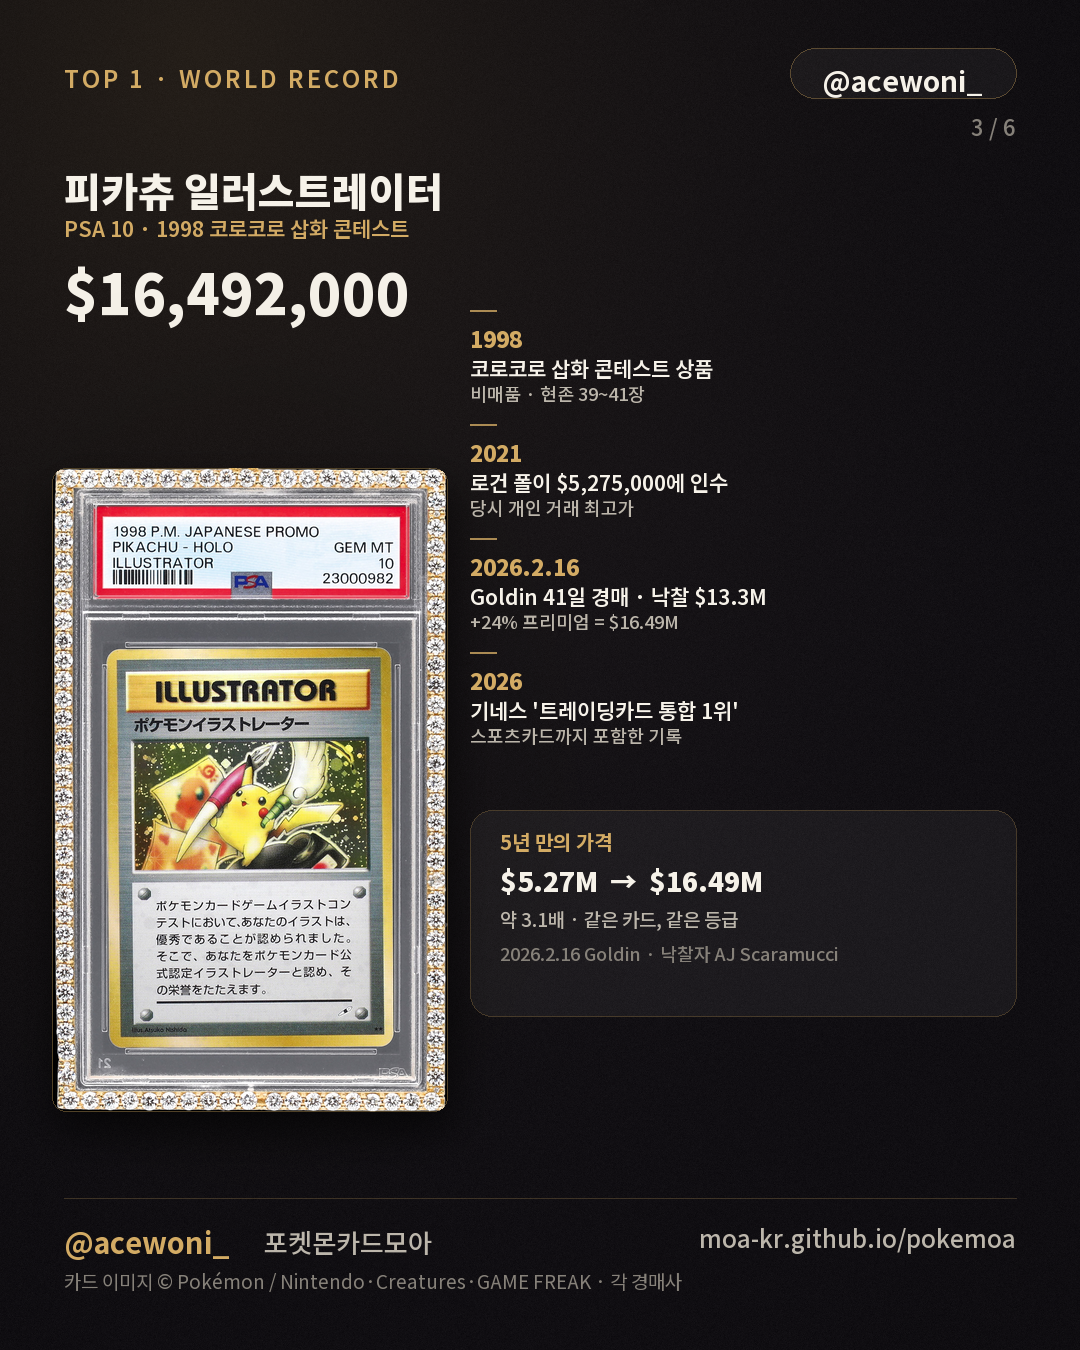 TOP 1 · WORLD RECORD
@acewoni_
3 / 6
피카츄 일러스트레이터
PSA 10 · 1998 코로코로 삽화 콘테스트
$16,492,000
1998
코로코로 삽화 콘테스트 상품
비매품 · 현존 39~41장
2021
로건 폴이 $5,275,000에 인수
당시 개인 거래 최고가
2026.2.16
Goldin 41일 경매 · 낙찰 $13.3M
+24% 프리미엄 = $16.49M
2026
기네스 '트레이딩카드 통합 1위'
스포츠카드까지 포함한 기록
1998 P.M. JAPANESE PROMO
PIKACHU - HOLO GEM MT
ILLUSTRATOR 10
PSA 23000982
ILLUSTRATOR
ポケモンイラストレーター
ポケモンカードゲームイラストコン
テストにおいて、あなたのイラストは、
優秀であることが認められました。
そこで、あなたをポケモンカード公
式認定イラストレーターと認め、そ
の栄誉をたたえます。
Illus. Atsuko Nishida
21
PSA
5년 만의 가격
$5.27M → $16.49M
약 3.1배 · 같은 카드, 같은 등급
2026.2.16 Goldin · 낙찰자 AJ Scaramucci
@acewoni_ 포켓몬카드모아
moa-kr.github.io/pokemoa
카드 이미지 © Pokémon / Nintendo·Creatures·GAME FREAK · 각 경매사